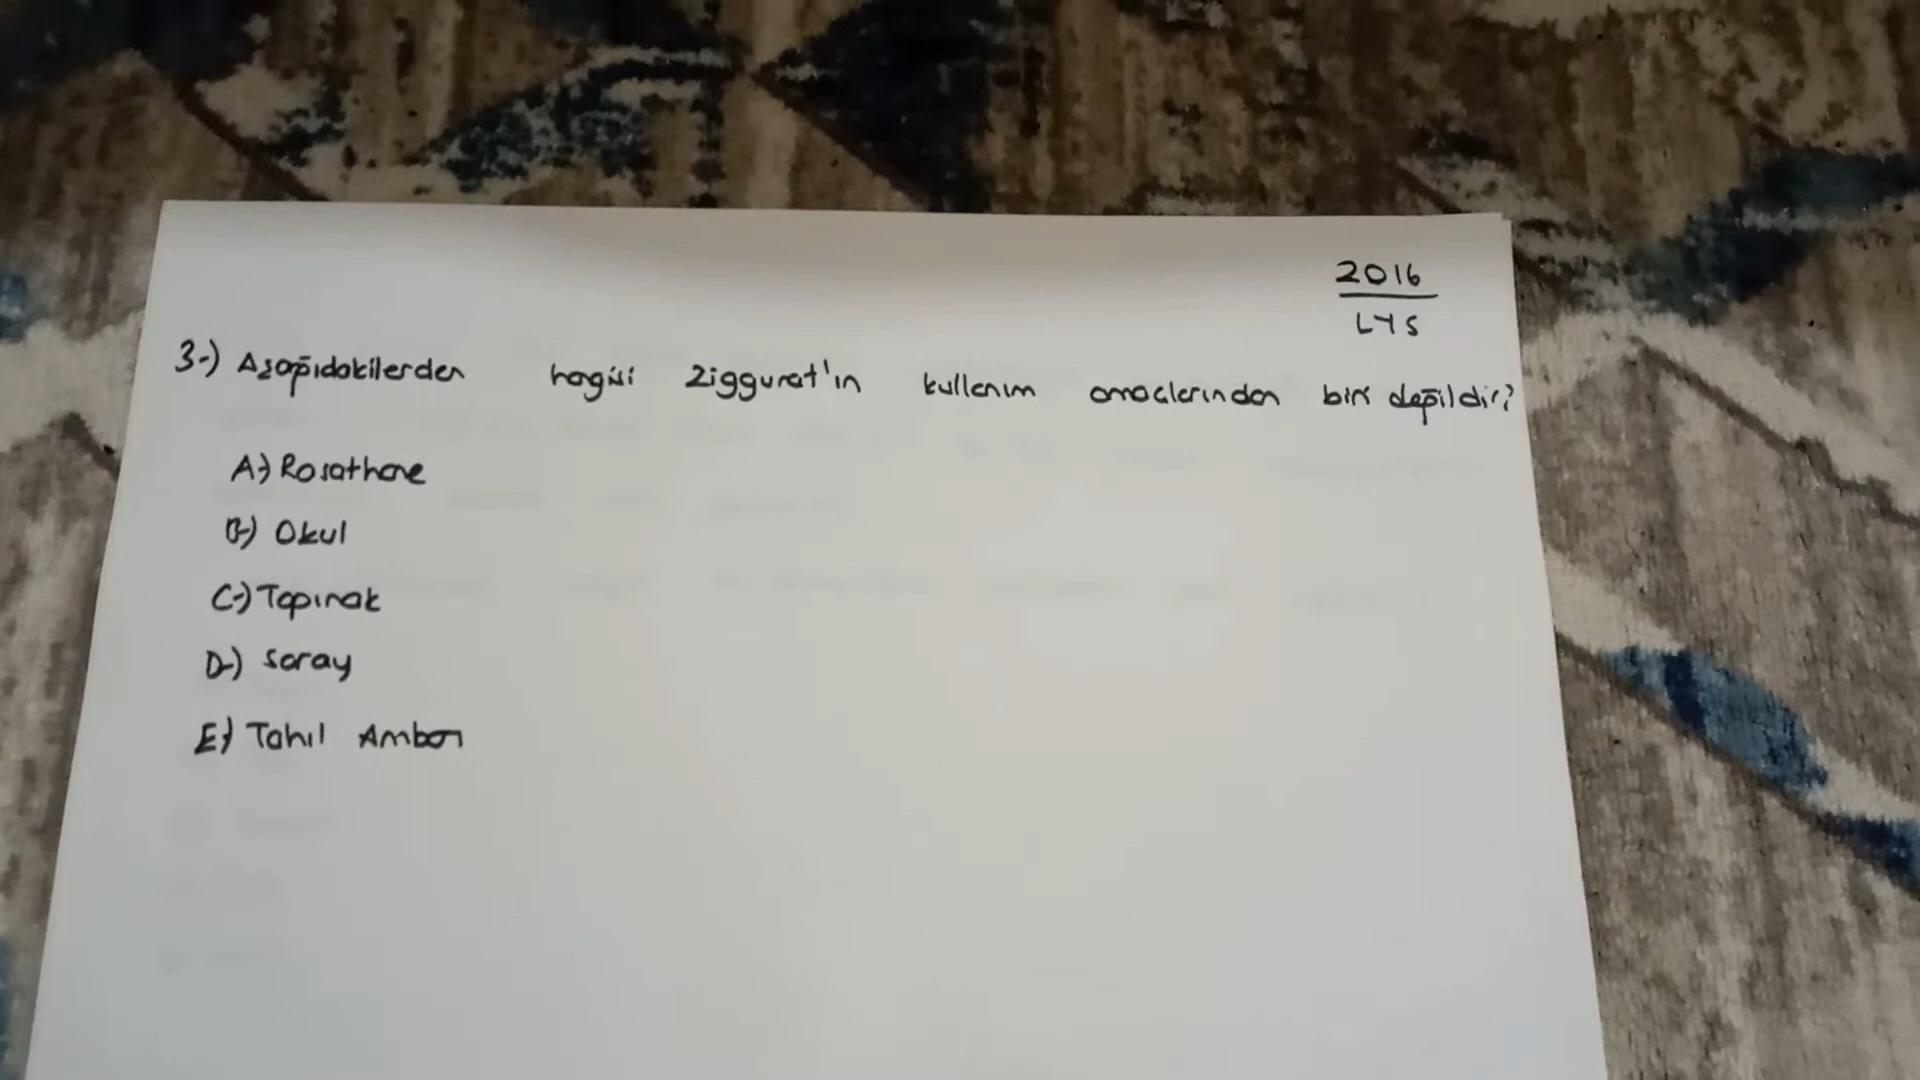 2016
LYS
3-) Aşağıdakilerden hangisi Ziggurat'ın kullanım amaçlarından biri değildir?
A-) Rasathane
B-) Okul
C-) Tapınak
D-) Saray
E-) Tahıl Ambarı